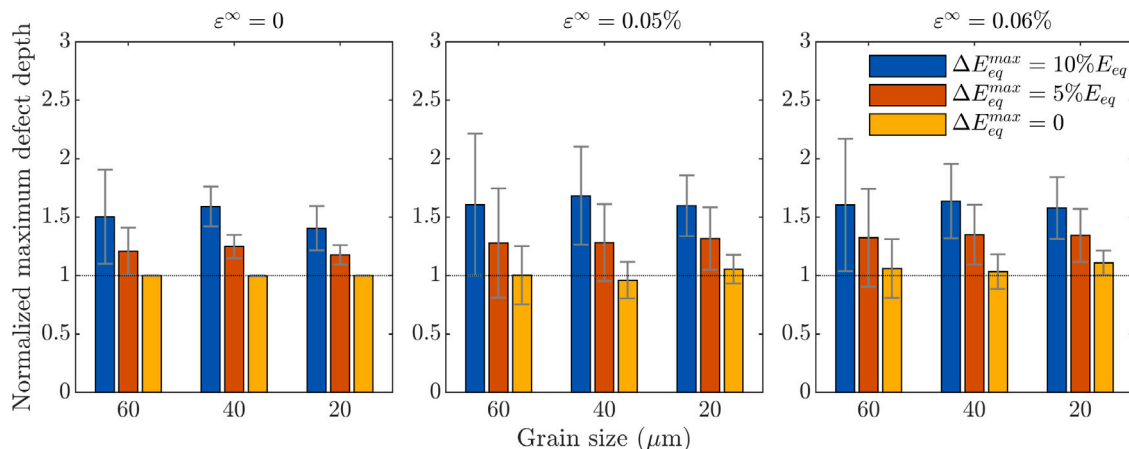 ε∞ = 0
ε∞ = 0.05%
ε∞ = 0.06%
Normalized maximum defect depth
3
2.5
2
1.5
1
0.5
0
60 40 20
3
2.5
2
1.5
1
0.5
0
60 40 20
3
2.5
2
1.5
1
0.5
0
60 40 20
ΔE_eq^max = 10%E_eq
ΔE_eq^max = 5%E_eq
ΔE_eq^max = 0
Grain size (μm)